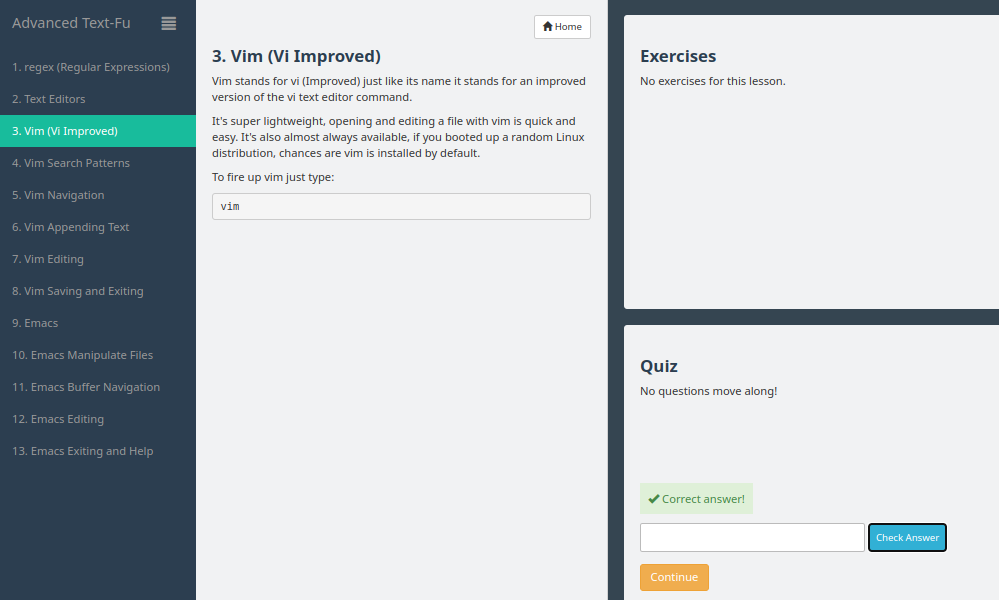 Advanced Text-Fu
1. regex (Regular Expressions)
2. Text Editors
3. Vim (Vi Improved)
4. Vim Search Patterns
5. Vim Navigation
6. Vim Appending Text
7. Vim Editing
8. Vim Saving and Exiting
9. Emacs
10. Emacs Manipulate Files
11. Emacs Buffer Navigation
12. Emacs Editing
13. Emacs Exiting and Help
Home
3. Vim (Vi Improved)
Vim stands for vi (Improved) just like its name it stands for an improved
version of the vi text editor command.
It's super lightweight, opening and editing a file with vim is quick and
easy. It's also almost always available, if you booted up a random Linux
distribution, chances are vim is installed by default.
To fire up vim just type:
vim
Exercises
No exercises for this lesson.
Quiz
No questions move along!
Correct answer!
Check Answer
Continue